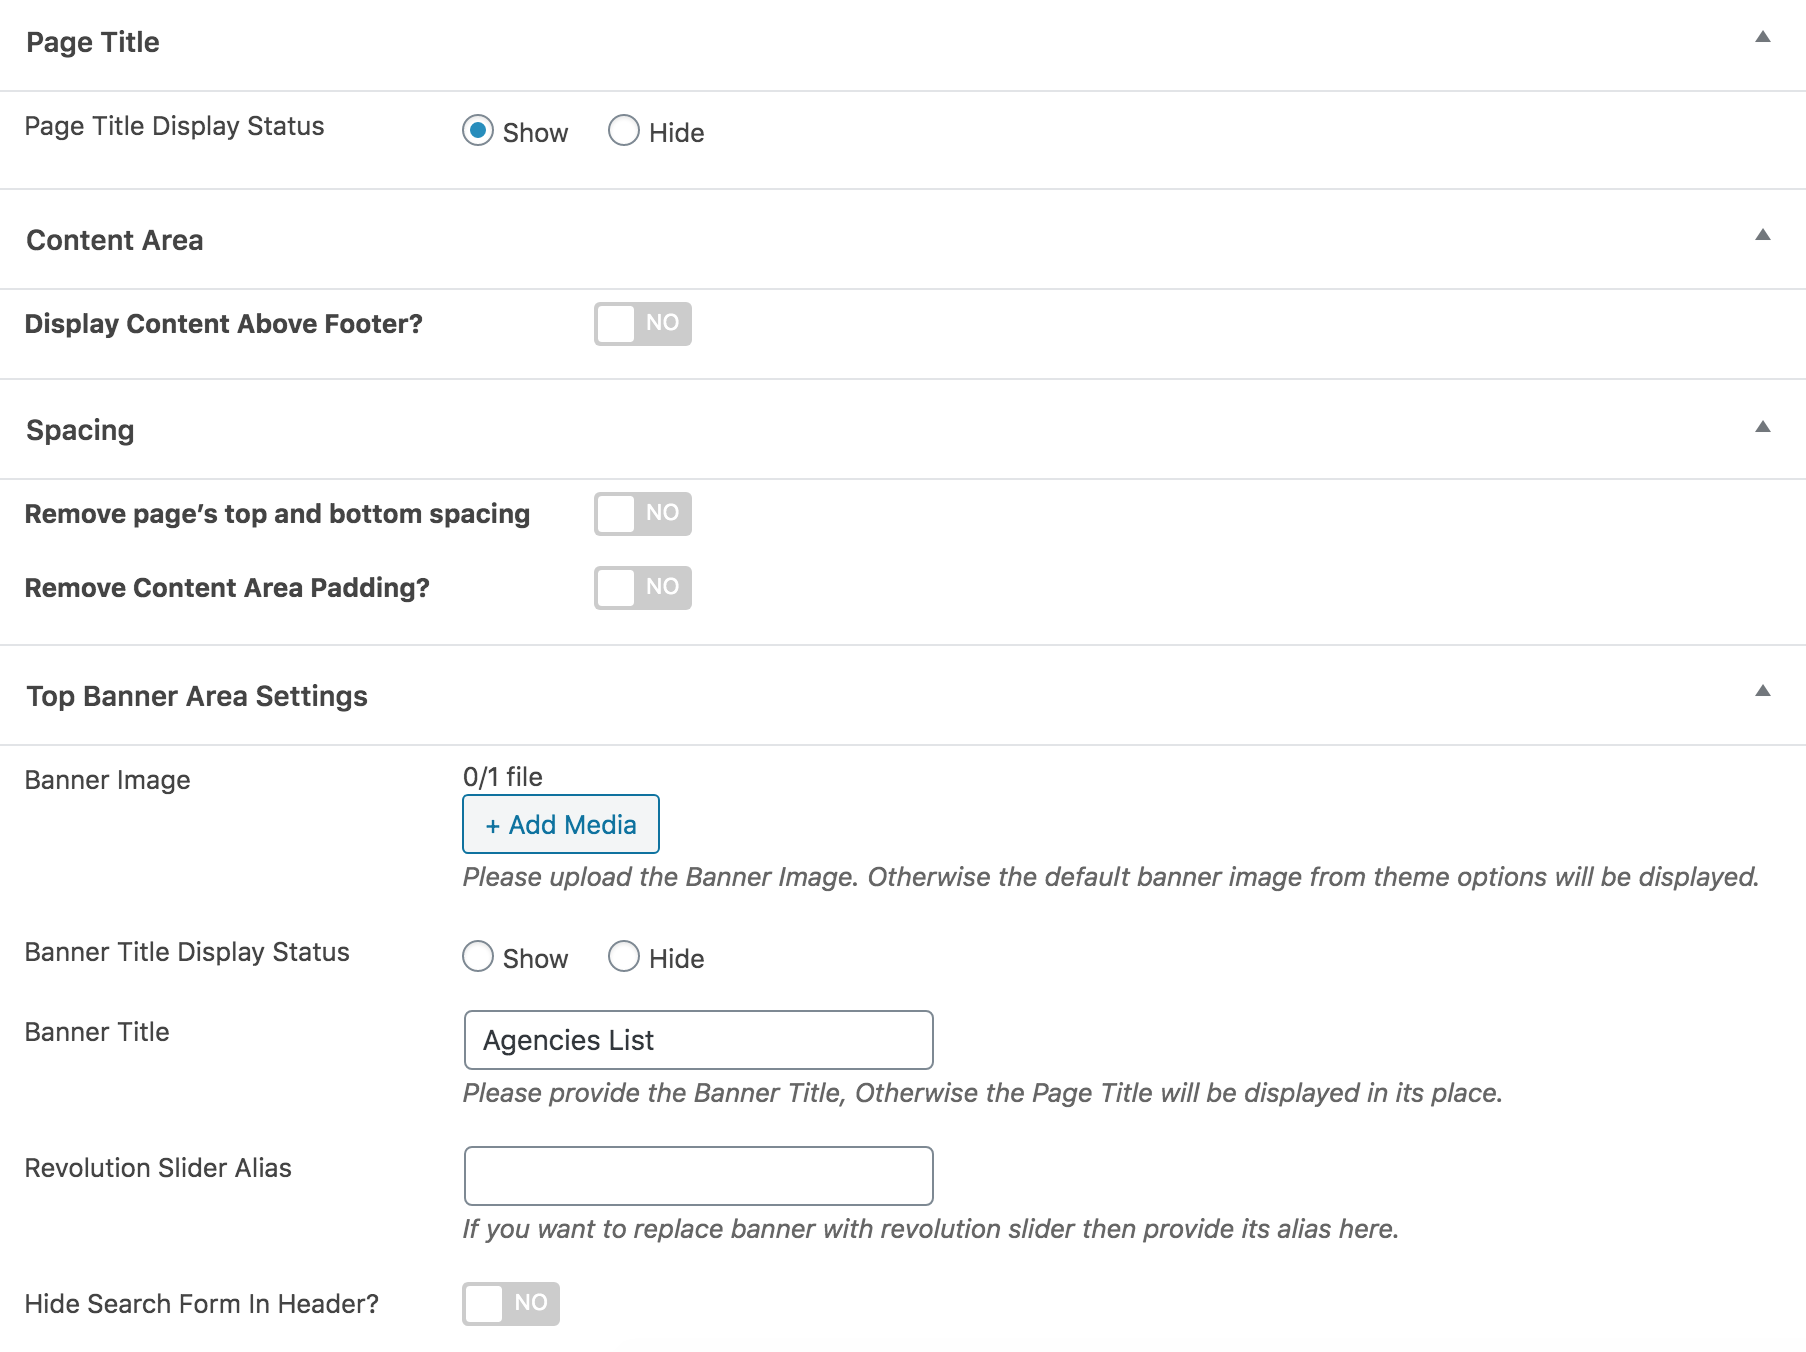 Page Title
Page Title Display Status
Show Hide
Content Area
Display Content Above Footer?
NO
Spacing
Remove page’s top and bottom spacing
NO
Remove Content Area Padding?
NO
Top Banner Area Settings
Banner Image
0/1 file
+ Add Media
Please upload the Banner Image. Otherwise the default banner image from theme options will be displayed.
Banner Title Display Status
Show Hide
Banner Title
Agencies List
Please provide the Banner Title, Otherwise the Page Title will be displayed in its place.
Revolution Slider Alias
If you want to replace banner with revolution slider then provide its alias here.
Hide Search Form In Header?
NO